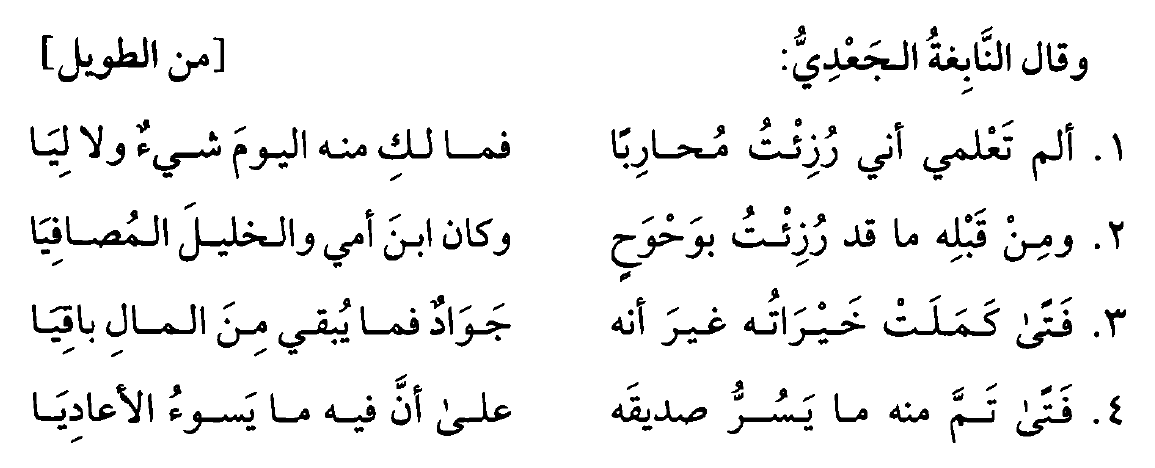 وقال النَّابِغةُ الـجَعْدِيُّ: [من الطويل]
١. ألم تَعْلمي أني رُزِئْتُ مُحارِبًا فما لكِ منه اليومَ شيءٌ ولا لِيَا
٢. ومِنْ قَبْلِه ما قد رُزِئْتُ بوَحْوَحٍ وكان ابنَ أمي والخليلَ المُصافِيَا
٣. فَتًى كَمَلَتْ خَيْرَاتُه غيرَ أنه جَوَادٌ فما يُبقي مِنَ المالِ باقِيَا
٤. فَتًى تَمَّ منه ما يَسُرُّ صديقَه على أنَّ فيه ما يَسوءُ الأعادِيَا